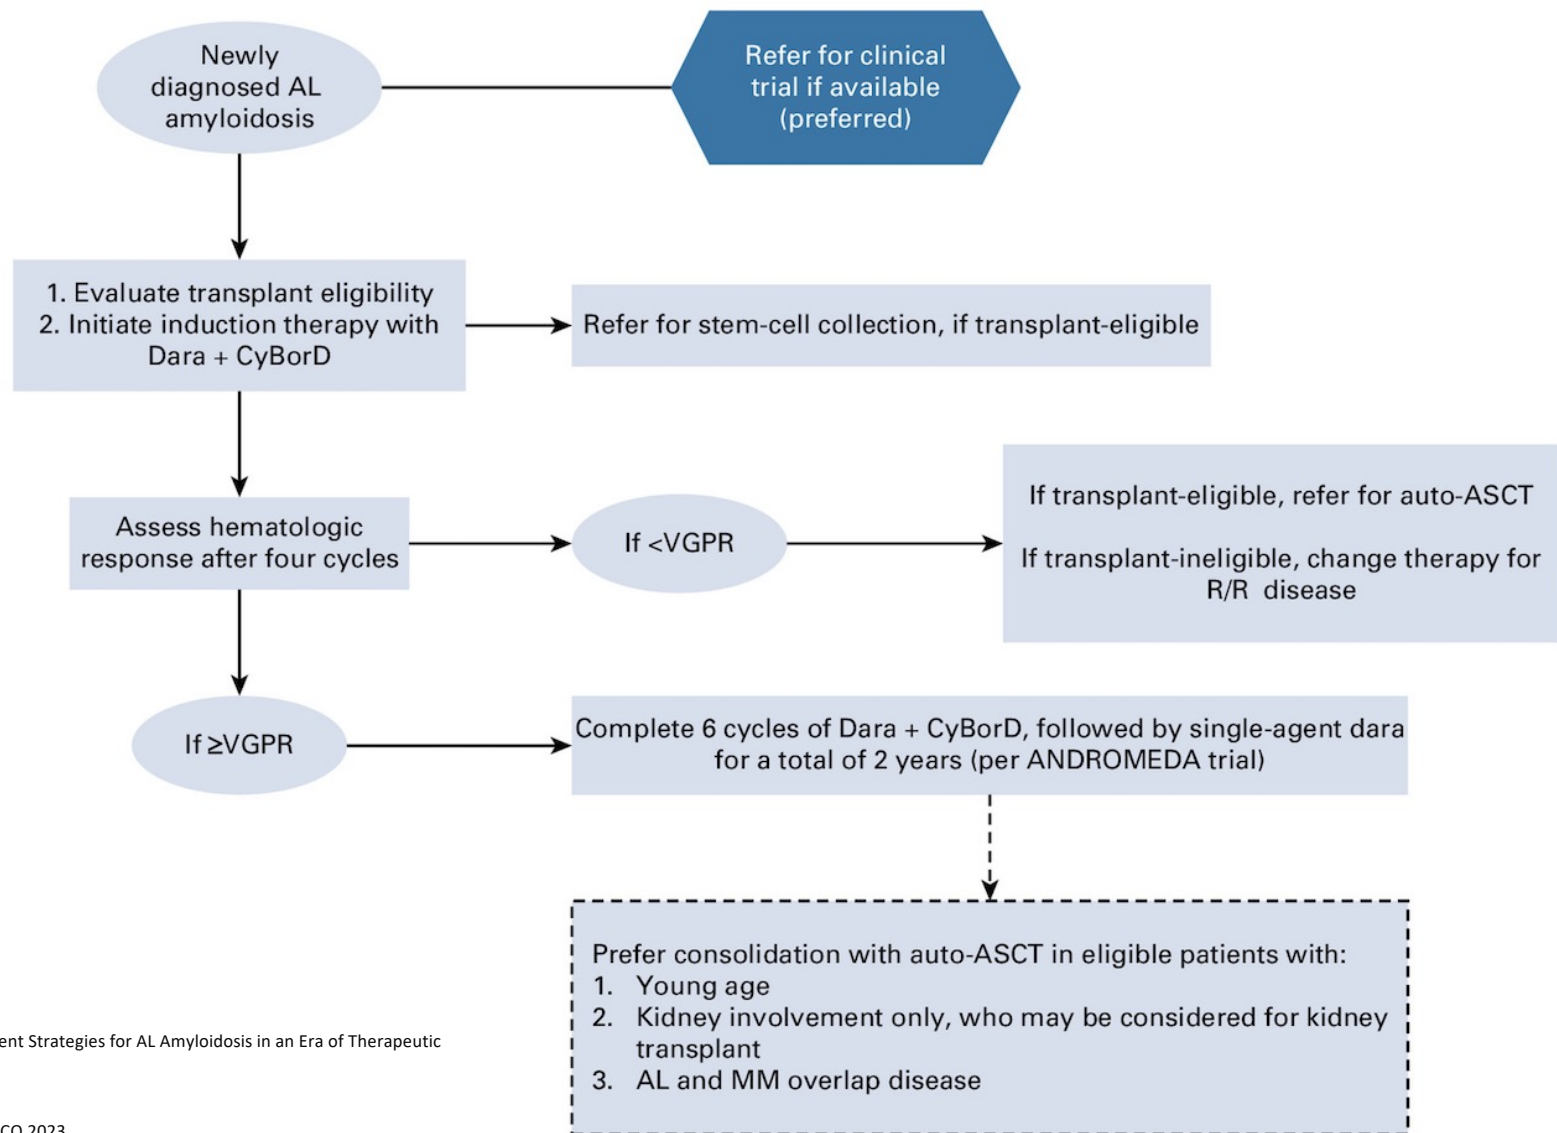 Newly
diagnosed AL
amyloidosis
Refer for clinical
trial if available
(preferred)
1. Evaluate transplant eligibility
2. Initiate induction therapy with
Dara + CyBorD
Refer for stem-cell collection, if transplant-eligible
Assess hematologic
response after four cycles
If <VGPR
If transplant-eligible, refer for auto-ASCT
If transplant-ineligible, change therapy for
R/R disease
If ≥VGPR
Complete 6 cycles of Dara + CyBorD, followed by single-agent dara
for a total of 2 years (per ANDROMEDA trial)
Prefer consolidation with auto-ASCT in eligible patients with:
1. Young age
2. Kidney involvement only, who may be considered for kidney
transplant
3. AL and MM overlap disease
Strategies for AL Amyloidosis in an Era of Therapeutic
2023